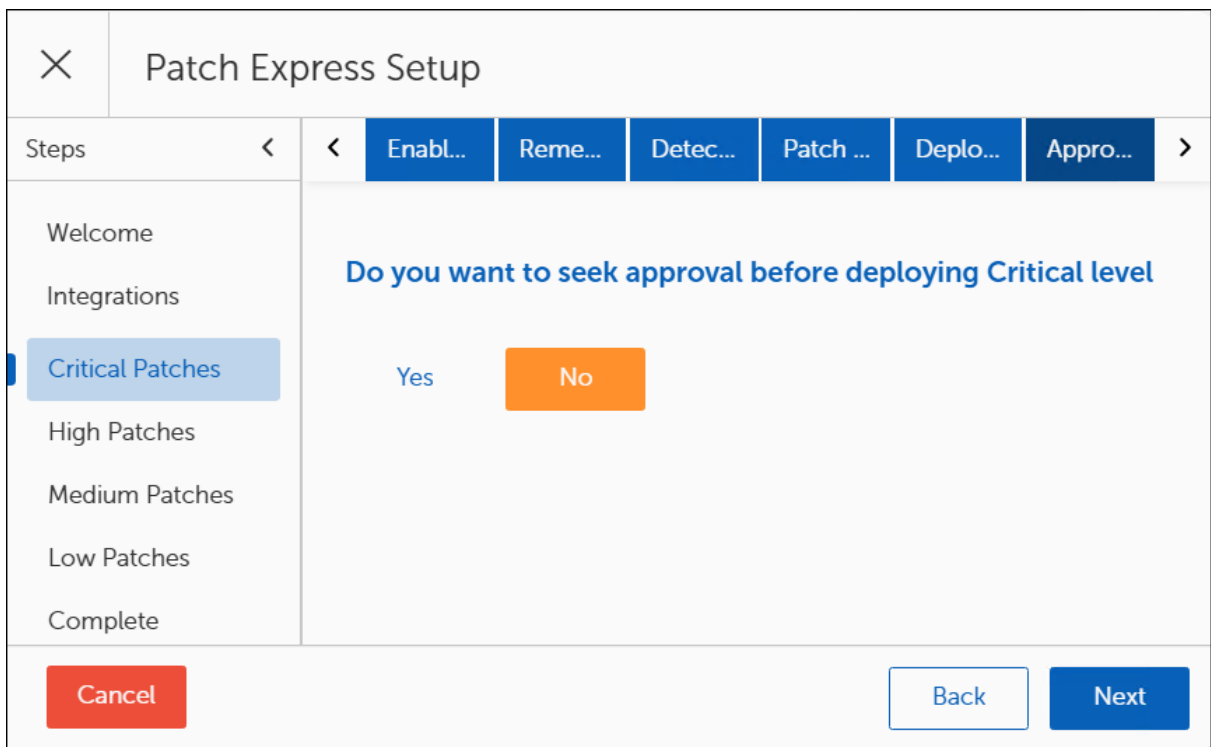 Patch Express Setup
Steps
Enabl...
Reme...
Detec...
Patch ...
Deplo...
Appro...
Welcome
Integrations
Critical Patches
High Patches
Medium Patches
Low Patches
Complete
Do you want to seek approval before deploying Critical level
Yes
No
Cancel
Back
Next